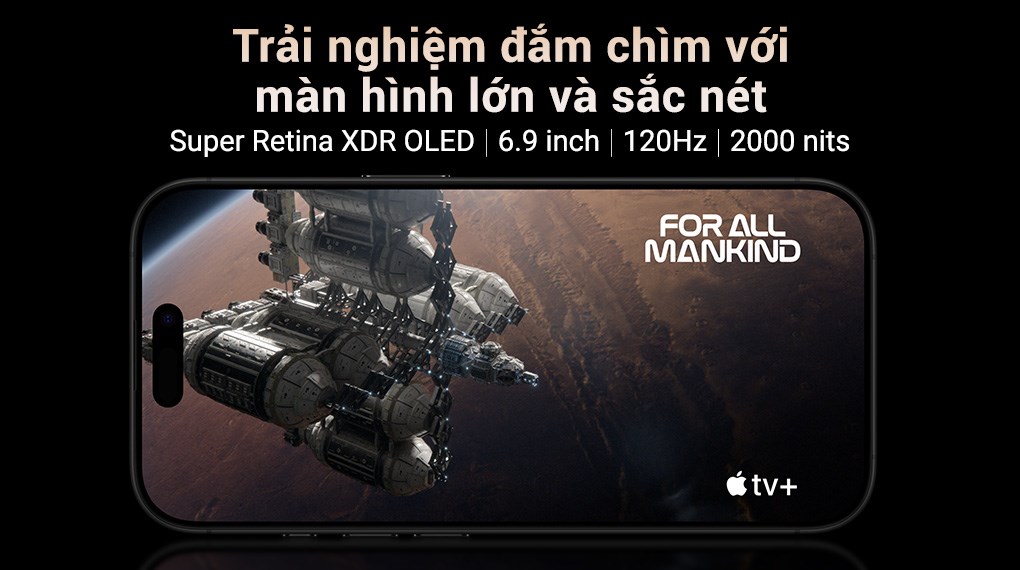 Trải nghiệm đắm chìm với
màn hình lớn và sắc nét
Super Retina XDR OLED | 6.9 inch | 120Hz | 2000 nits
FOR ALL
MANKIND
tv+